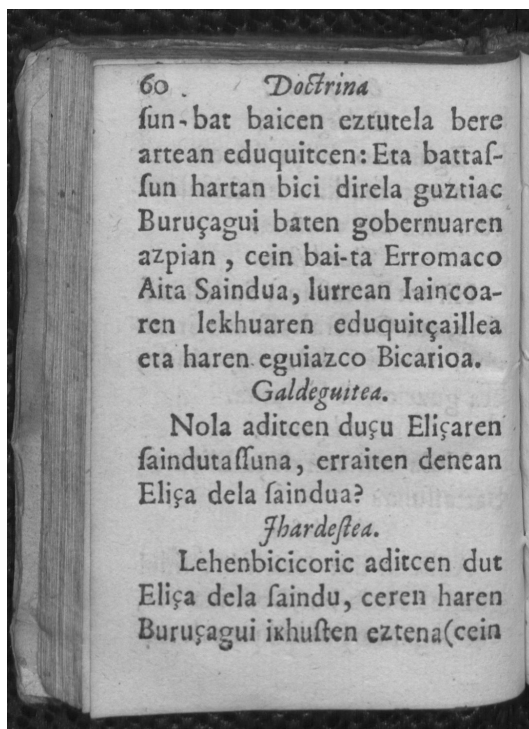 60 . Doctrina
ſun-bat baicen eztutela bere
artean eduquitcen: Eta battaſ-
ſun hartan bici direla guztiac
Buruçagui baten gobernuaren
azpian , cein bai-ta Erromaco
Aita Saindua, lurrean Iaincoa-
ren lekhuaren eduquitçaillea
eta haren eguiazco Bicarioa.
Galdeguitea.
Nola aditcen duçu Eliçaren
ſaindutaſſuna, erraiten denean
Eliça dela ſaindua?
Jhardeſtea.
Lehenbicicoric aditcen dut
Eliça dela ſaindu, ceren haren
Buruçagui iĸhuſten eztena(cein